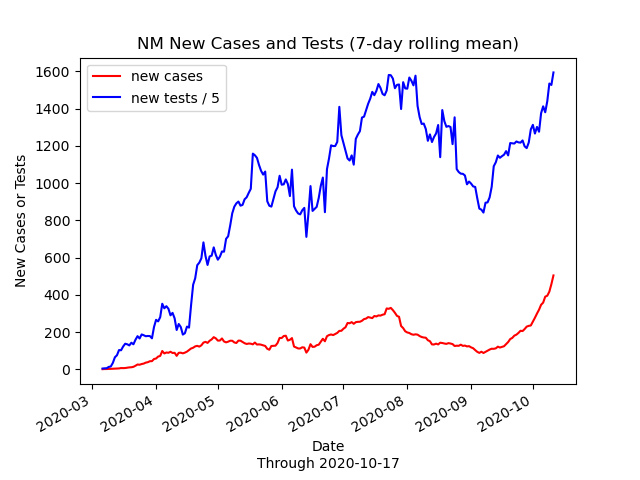 NM New Cases and Tests (7-day rolling mean)
new cases
new tests / 5
New Cases or Tests
1600
1400
1200
1000
800
600
400
200
0
2020-03
2020-04
2020-05
2020-06
2020-07
2020-08
2020-09
2020-10
Date
Through 2020-10-17